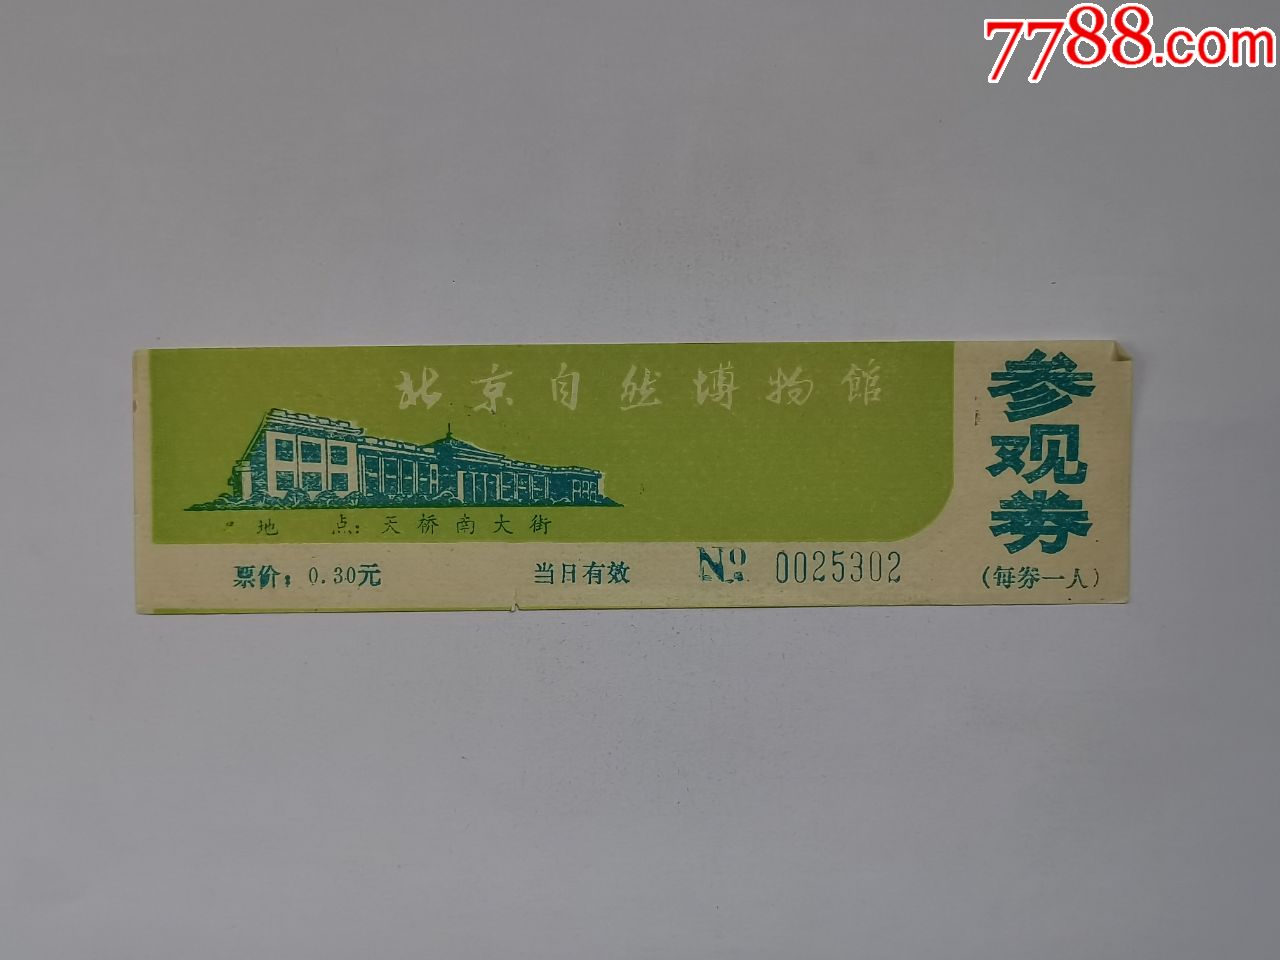 7788.com
北京自然博物館
地 点：天桥南大街
票价：0.30元
当日有效
№ 0025302
参观券
（每券一人）